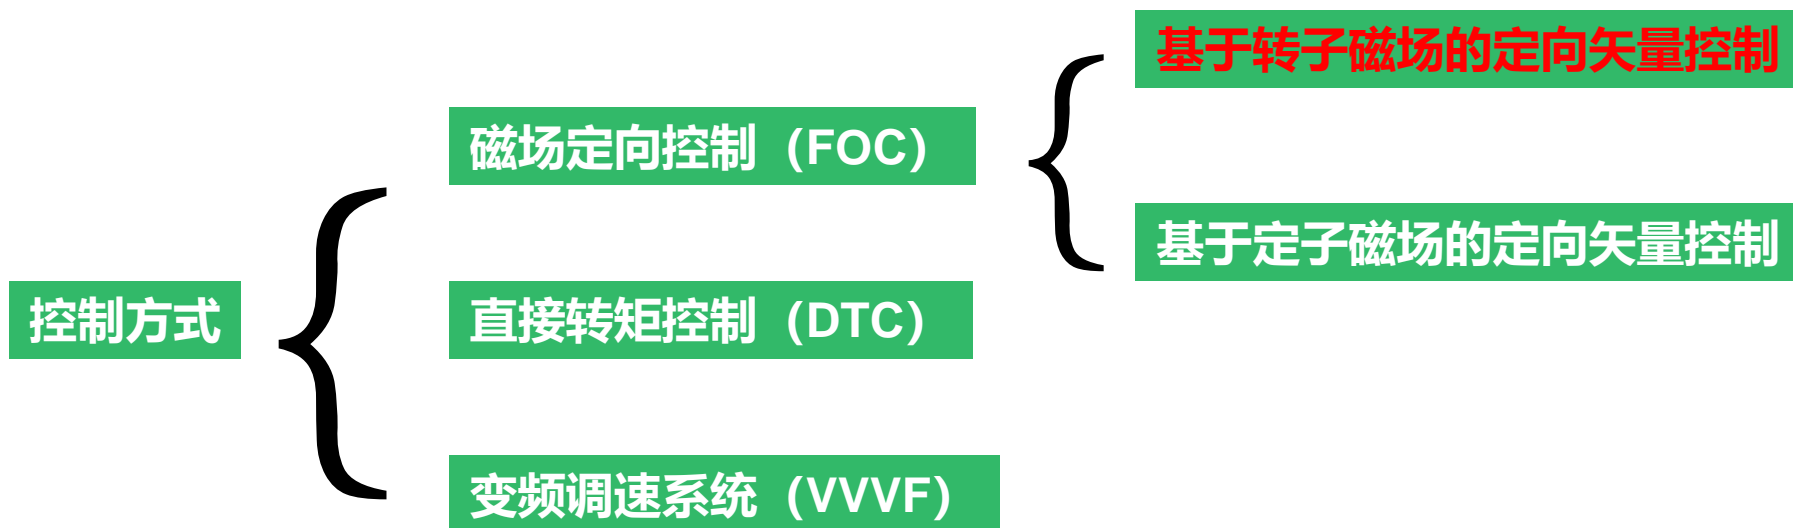 控制方式
磁场定向控制（FOC）
直接转矩控制（DTC）
变频调速系统（VVVF）
基于转子磁场的定向矢量控制
基于定子磁场的定向矢量控制